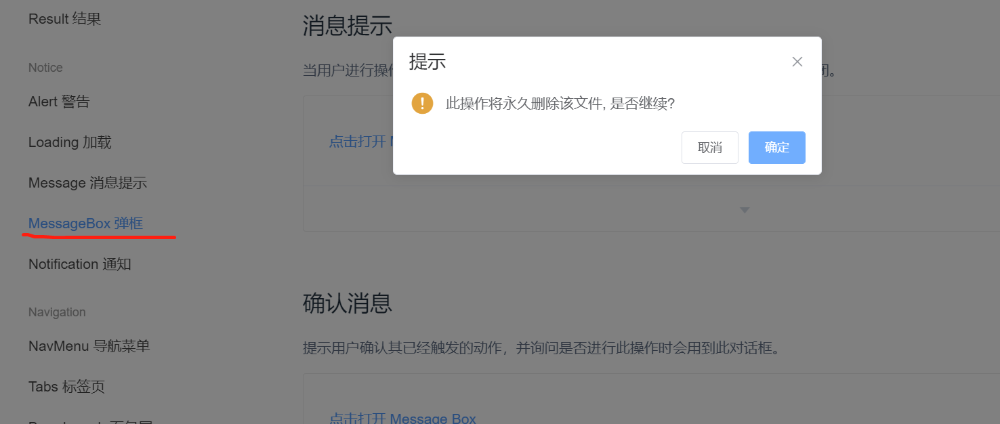 Result 结果
Notice
Alert 警告
Loading 加载
Message 消息提示
MessageBox 弹框
Notification 通知
Navigation
NavMenu 导航菜单
Tabs 标签页
消息提示
当用户进行操作
闭。
点击打开
提示
此操作将永久删除该文件, 是否继续?
取消
确定
确认消息
提示用户确认其已经触发的动作，并询问是否进行此操作时会用到此对话框。
点击打开 Message Box